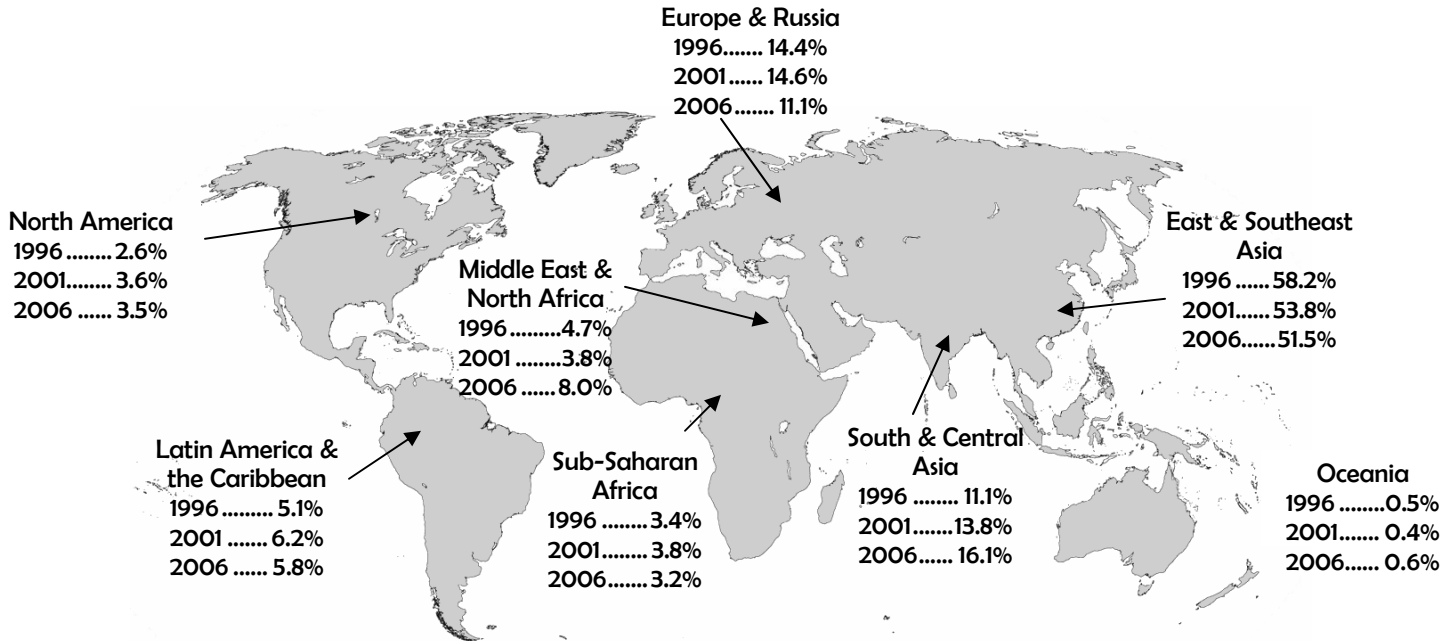 Europe & Russia
1996....... 14.4%
2001 ...... 14.6%
2006 ....... 11.1%
North America
1996 ........ 2.6%
2001........ 3.6%
2006 ...... 3.5%
Middle East &
North Africa
1996 .........4.7%
2001 ........3.8%
2006 ...... 8.0%
East & Southeast
Asia
1996 ...... 58.2%
2001......53.8%
2006......51.5%
Latin America &
the Caribbean
1996 ......... 5.1%
2001 ...... 6.2%
2006 ...... 5.8%
Sub-Saharan
Africa
1996 ........ 3.4%
2001........ 3.8%
2006....... 3.2%
South & Central
Asia
1996 ........ 11.1%
2001.......13.8%
2006...... 16.1%
Oceania
1996 ........0.5%
2001....... 0.4%
2006...... 0.6%